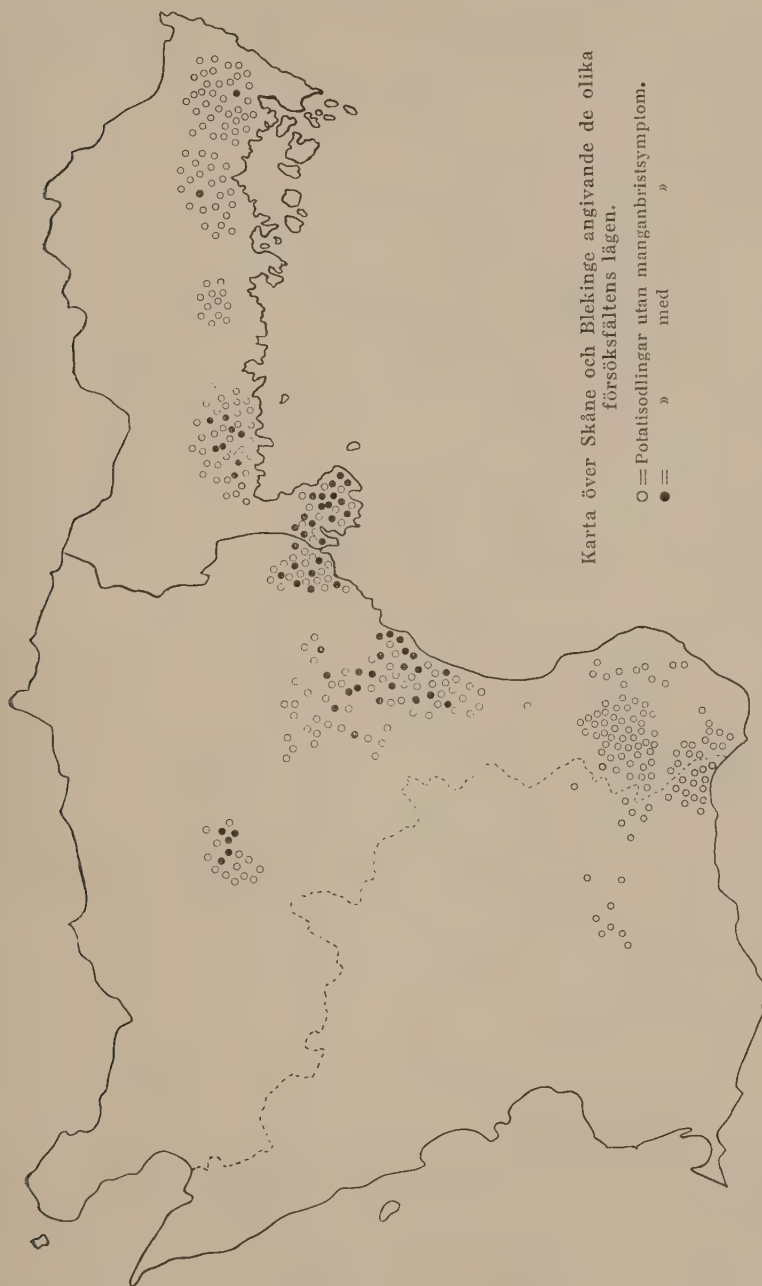 Karta över Skåne och Blekinge angivande de olika
försöksfältens lägen.
○ = Potatisodlingar utan manganbristsymptom.
● = » med »